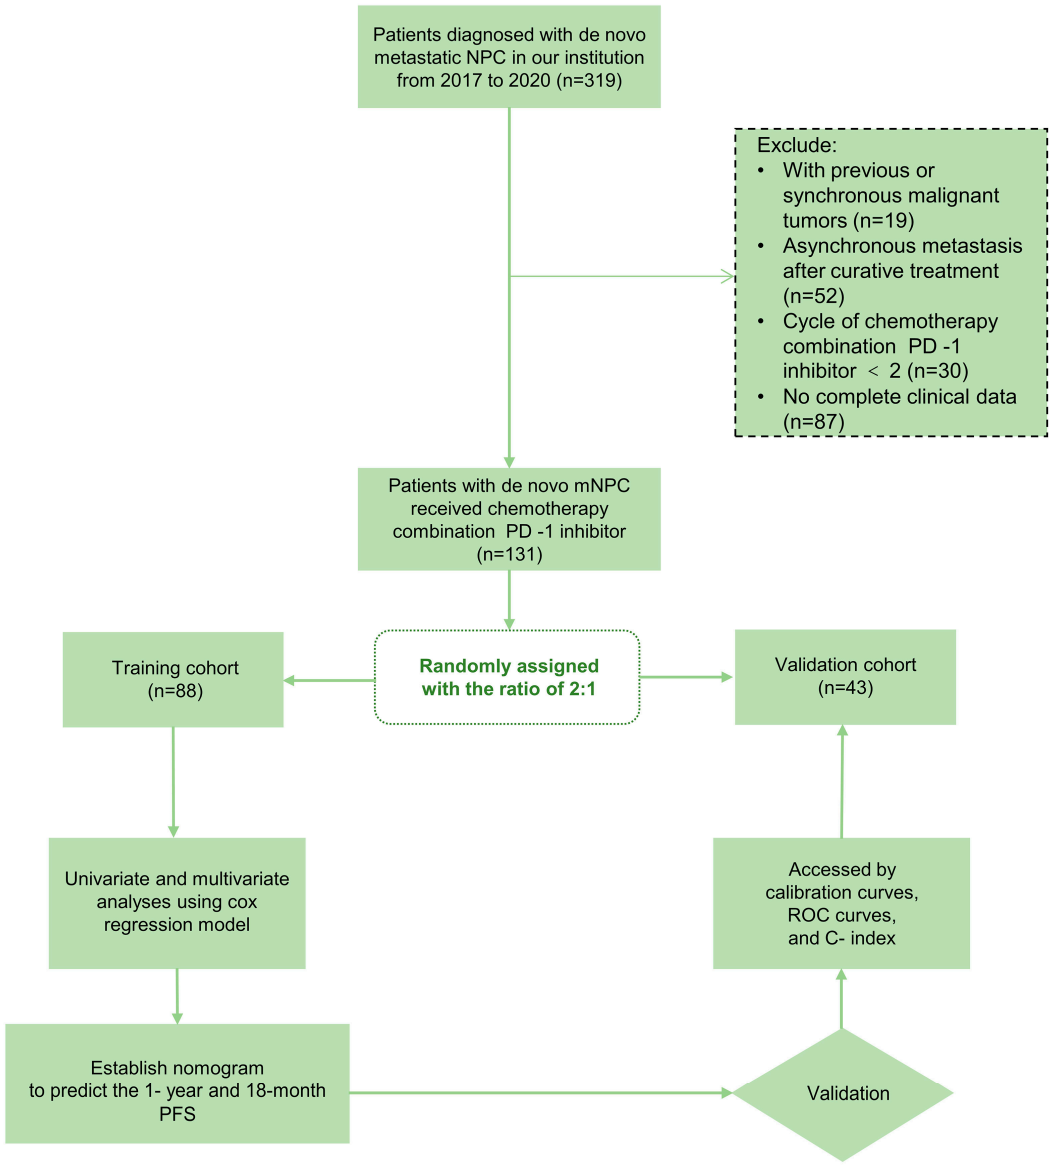 Patients diagnosed with de novo
metastatic NPC in our institution
from 2017 to 2020 (n=319)
Exclude:
• With previous or
synchronous malignant
tumors (n=19)
• Asynchronous metastasis
after curative treatment
(n=52)
• Cycle of chemotherapy
combination PD -1
inhibitor < 2 (n=30)
• No complete clinical data
(n=87)
Patients with de novo mNPC
received chemotherapy
combination PD -1 inhibitor
(n=131)
Randomly assigned
with the ratio of 2:1
Training cohort
(n=88)
Validation cohort
(n=43)
Univariate and multivariate
analyses using cox
regression model
Accessed by
calibration curves,
ROC curves,
and C- index
Establish nomogram
to predict the 1- year and 18-month
PFS
Validation